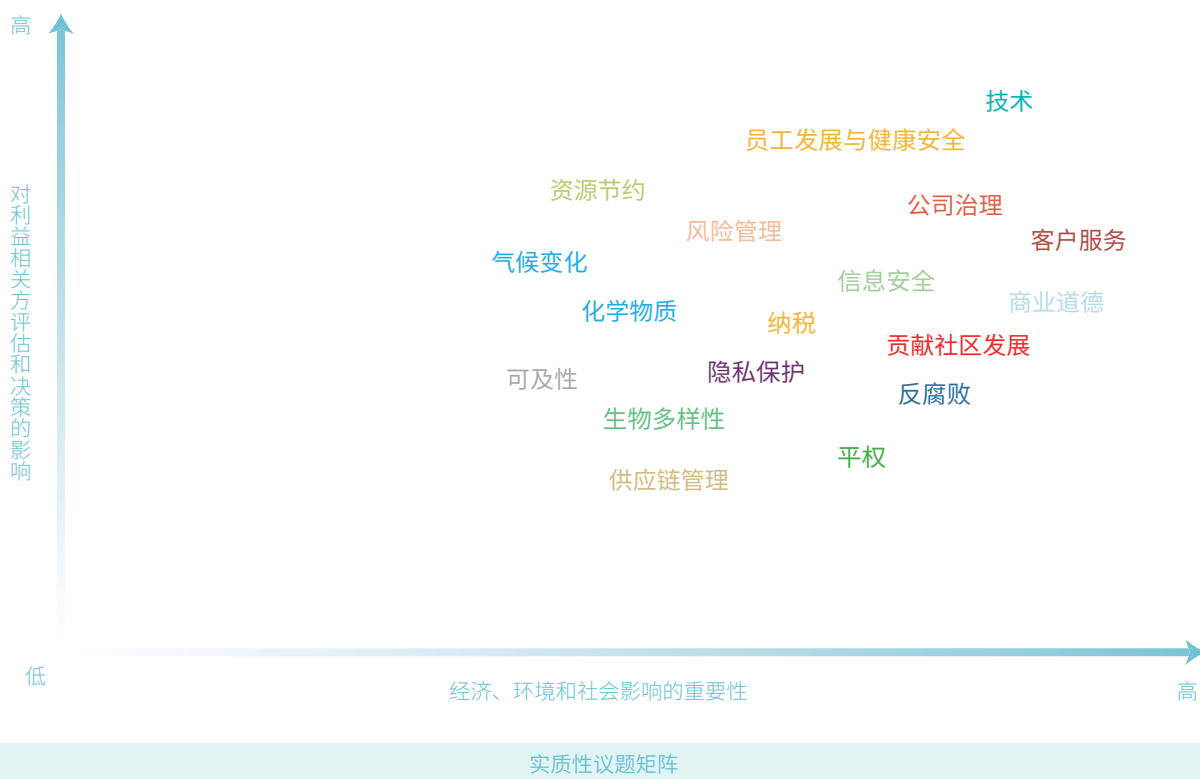 高
对利益相关方评估和决策的影响
技术
员工发展与健康安全
资源节约
公司治理
风险管理
客户服务
气候变化
信息安全
商业道德
化学物质
纳税
贡献社区发展
隐私保护
可及性
反腐败
生物多样性
平权
供应链管理
低
经济、环境和社会影响的重要性
高
实质性议题矩阵